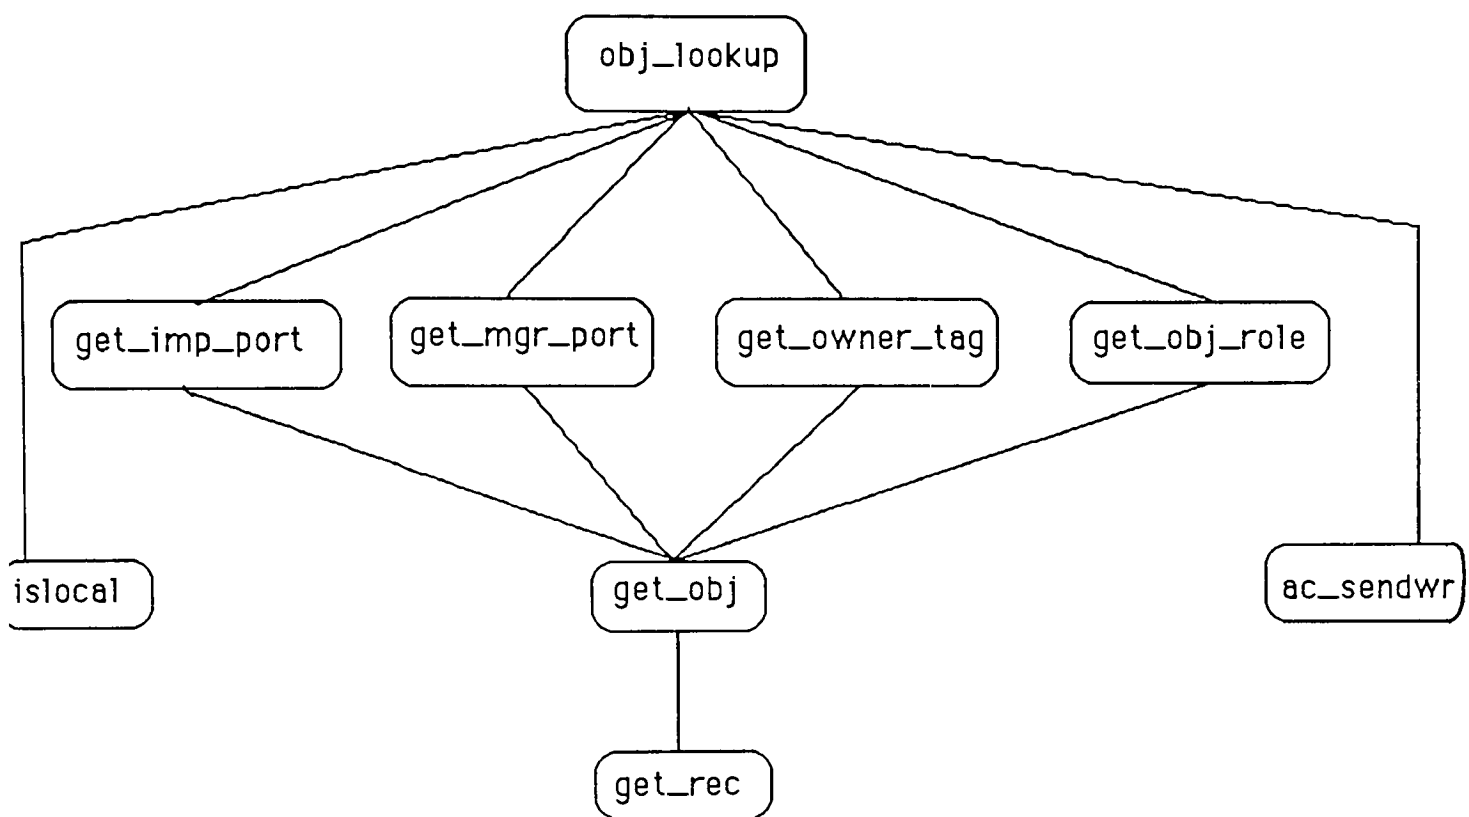 obj_lookup
get_imp_port
get_mgr_port
get_owner_tag
get_obj_role
islocal
get_obj
ac_sendwr
get_rec